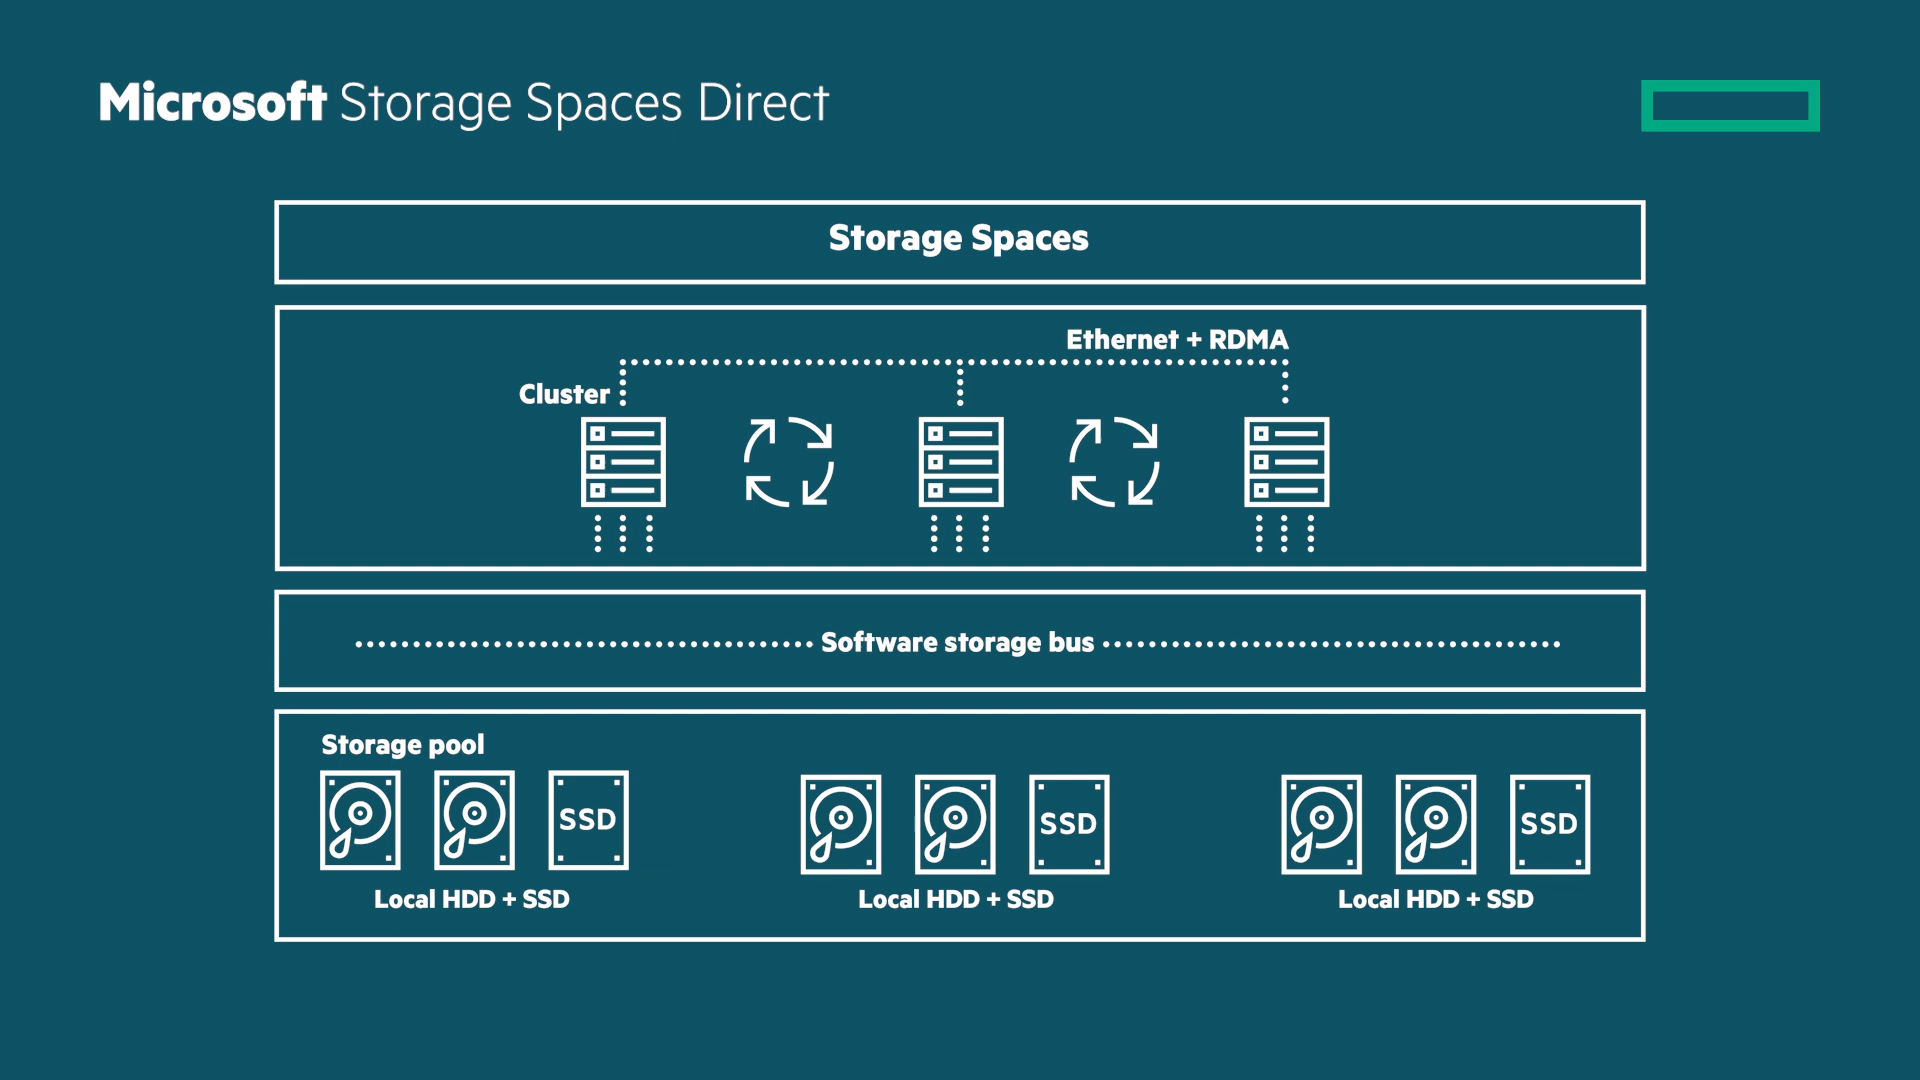 Microsoft Storage Spaces Direct
Storage Spaces
Ethernet + RDMA
Cluster
Software storage bus
Storage pool
SSD
SSD
SSD
Local HDD + SSD
Local HDD + SSD
Local HDD + SSD